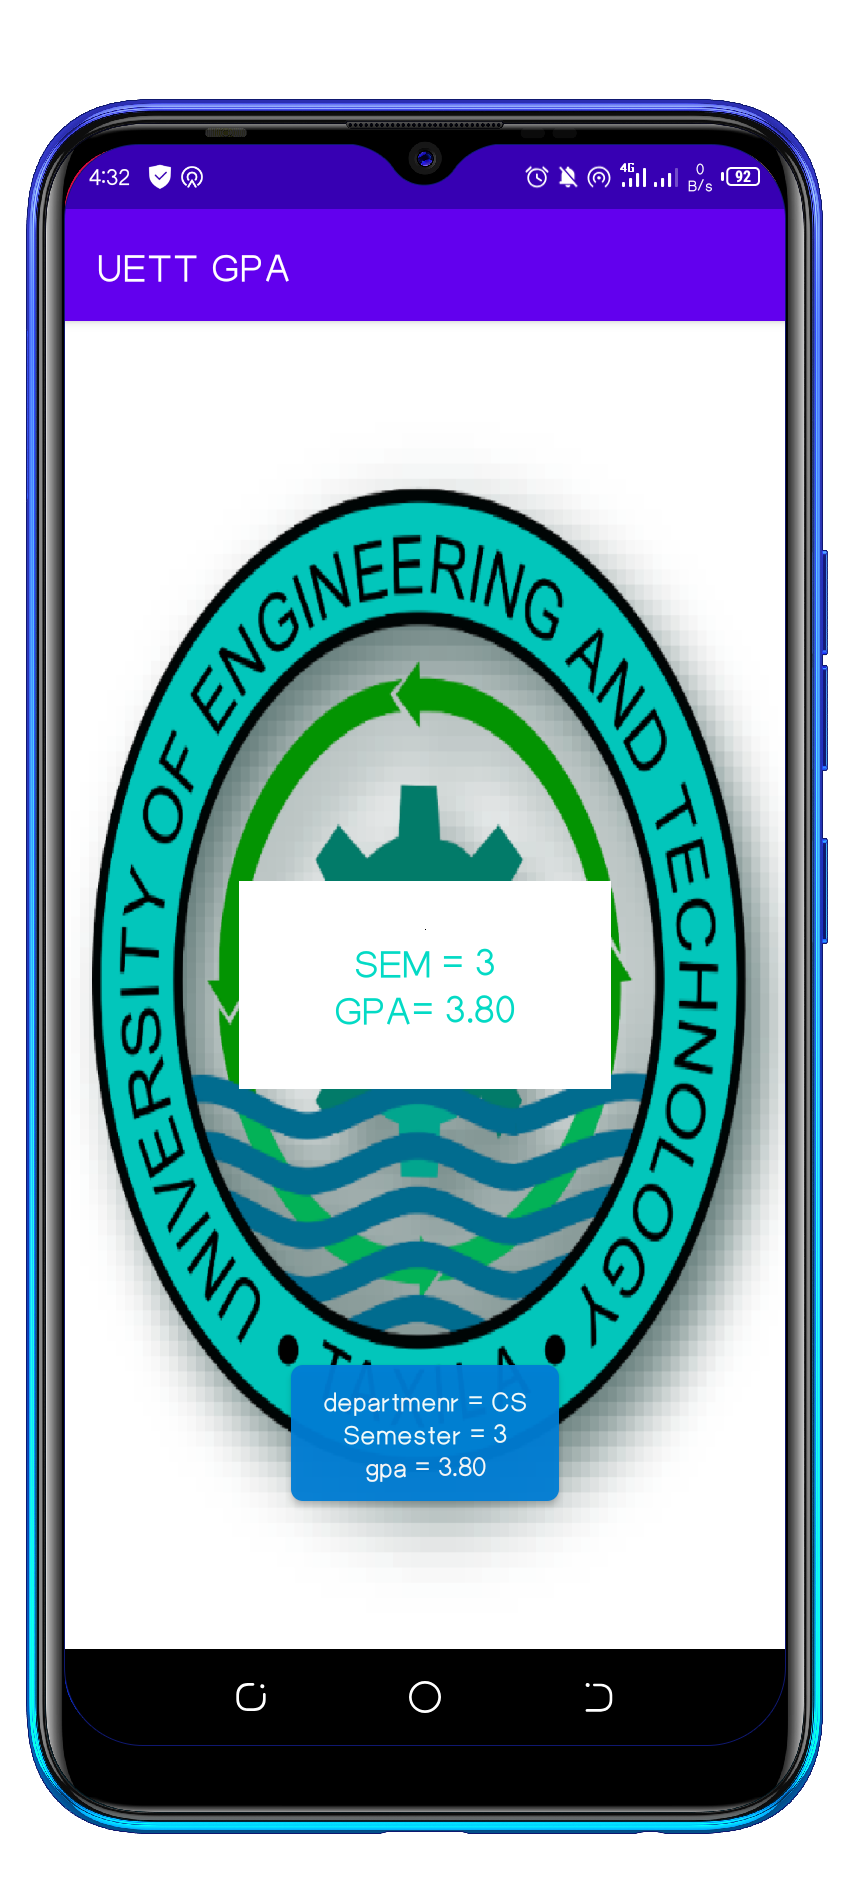 4:32
4G
0
B/s
92
UETT GPA
UNIVERSITY OF ENGINEERING AND TECHNOLOGY
• TAXILA •
SEM = 3
GPA= 3.80
departmenr = CS
Semester = 3
gpa = 3.80